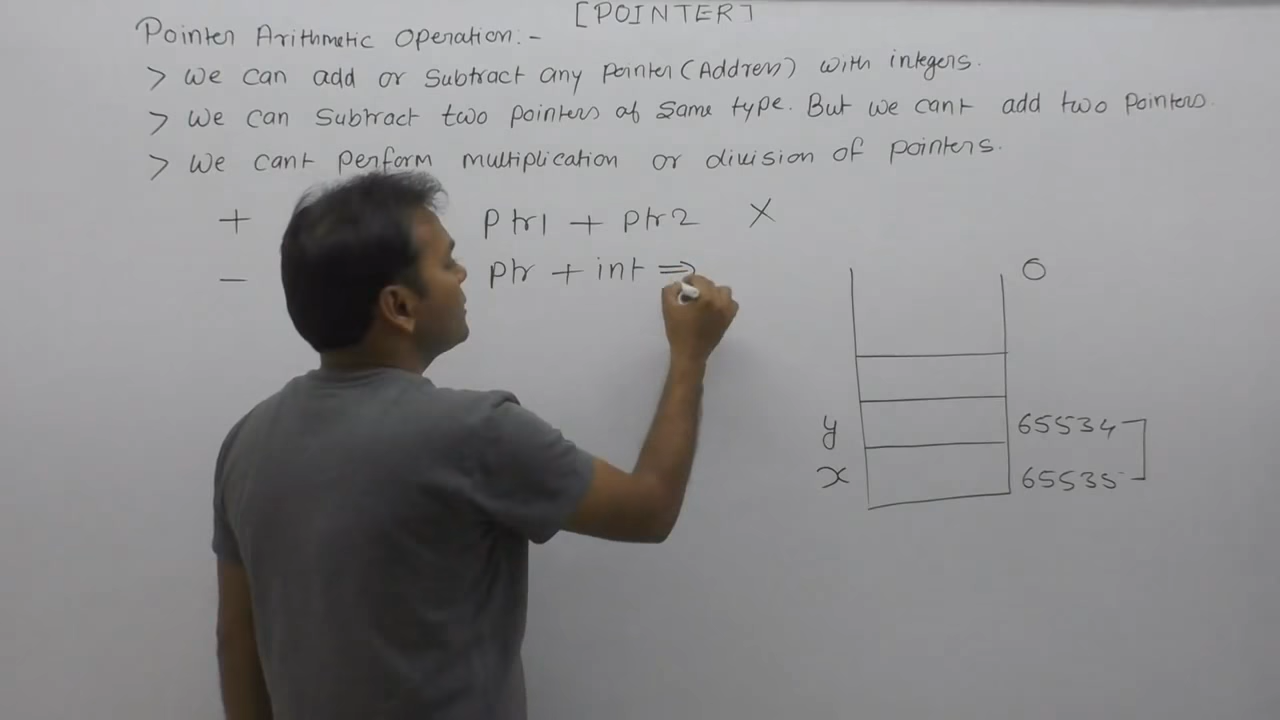 [POINTER]
Pointer Arithmetic Operation:-
> We can add or Subtract any Pointer (Address) with integers.
> We can Subtract two pointers of Same type. But we cant add two Pointers.
> We cant perform multiplication or division of pointers.
+ Ptr1 + Ptr2 X
- Ptr + int ⇒
0
y 65534
x 65535